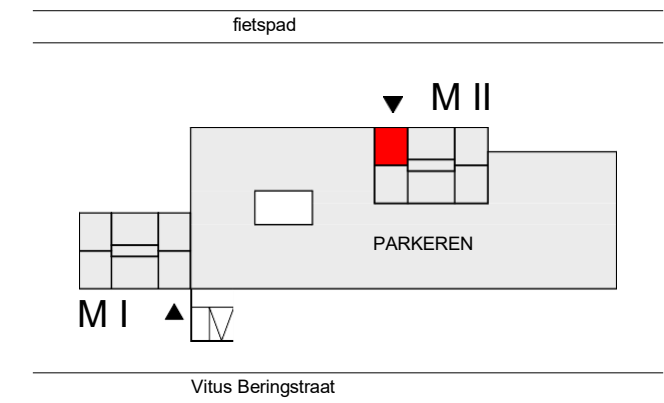 fietspad
M II
PARKEREN
M I
Vitus Beringstraat